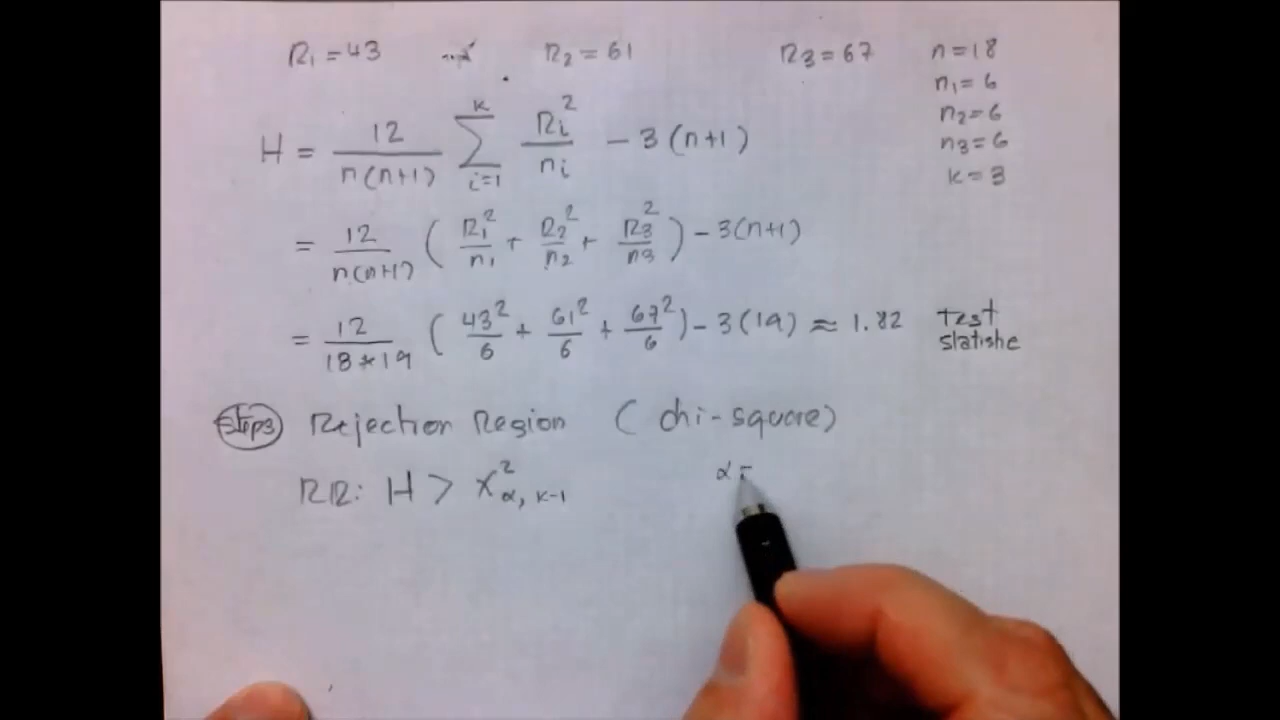 R₁ = 43 R₂ = 61 R₃ = 67 n = 18
n₁ = 6
n₂ = 6
n₃ = 6
k = 3
H = 12/n(n+1) Σ_{i=1}^{k} Rᵢ²/nᵢ - 3(n+1)
= 12/n(n+1) (R₁²/n₁ + R₂²/n₂ + R₃²/n₃) - 3(n+1)
= 12/18*19 (43²/6 + 61²/6 + 67²/6) - 3(19) ≈ 1.82 test
statistic
Step3 Rejection Region (chi-square)
RR: H > X²_{α, k-1} α =